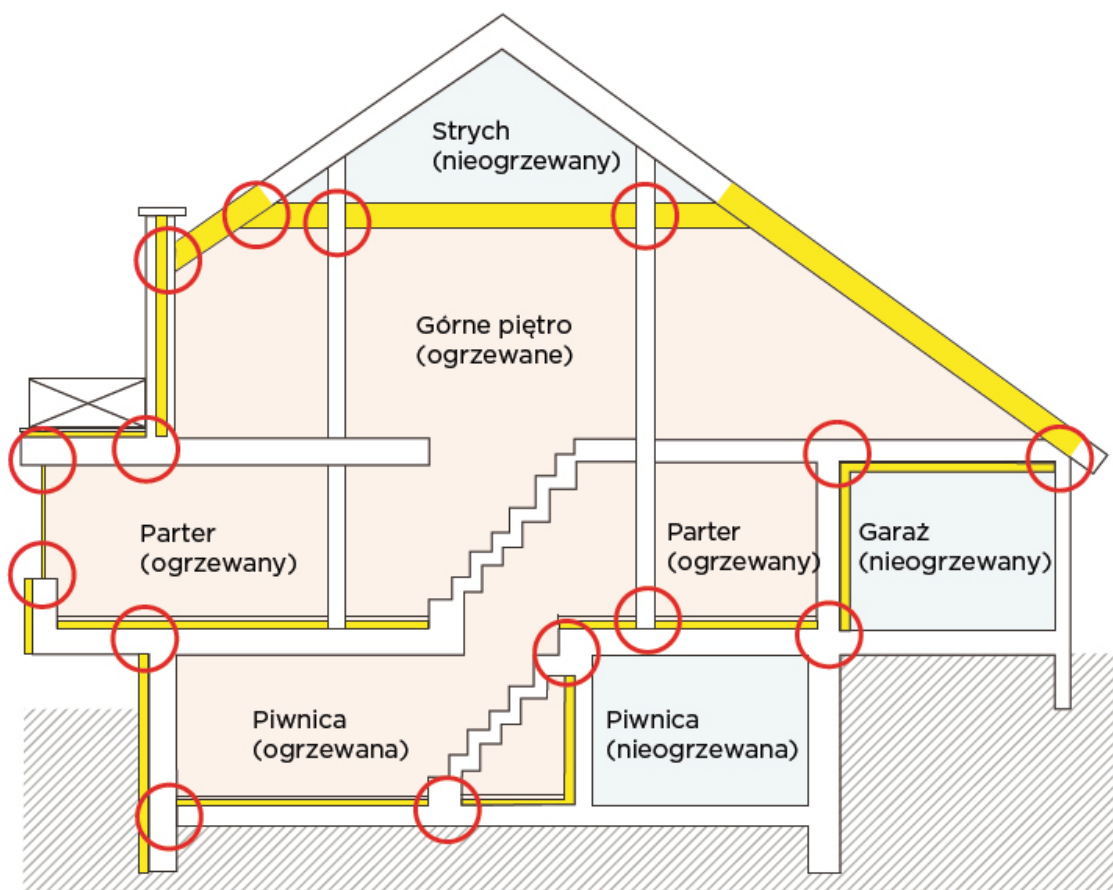 Strych
(nieogrzewany)
Górne piętro
(ogrzewane)
Parter
(ogrzewany)
Parter
(ogrzewany)
Garaż
(nieogrzewany)
Piwnica
(ogrzewana)
Piwnica
(nieogrzewana)